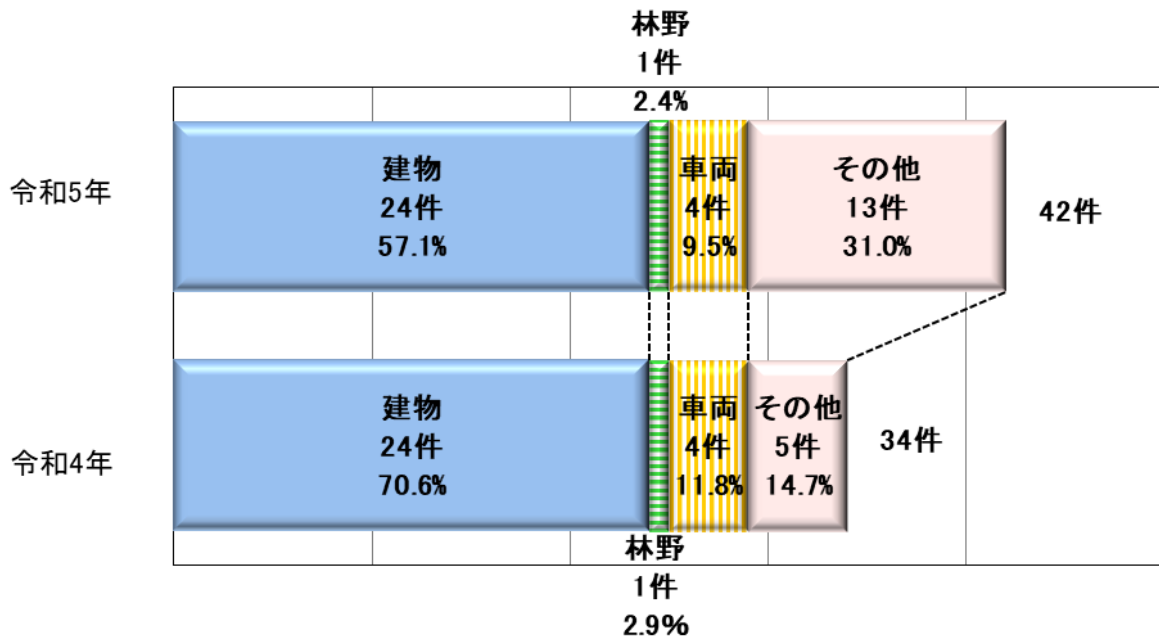 林野
1件
2.4%
令和5年
建物
24件
57.1%
車両
4件
9.5%
その他
13件
31.0%
42件
令和4年
建物
24件
70.6%
車両
4件
11.8%
その他
5件
14.7%
34件
林野
1件
2.9%